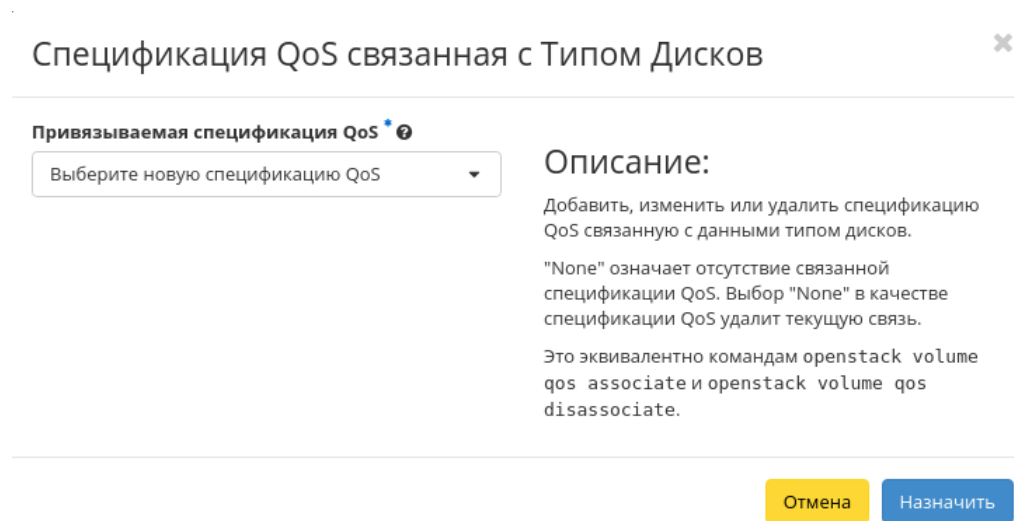 Спецификация QoS связанная с Типом Дисков
Привязываемая спецификация QoS *
Выберите новую спецификацию QoS
Описание:
Добавить, изменить или удалить спецификацию
QoS связанную с данными типом дисков.
"None" означает отсутствие связанной
спецификации QoS. Выбор "None" в качестве
спецификации QoS удалит текущую связь.
Это эквивалентно командам openstack volume
qos associate и openstack volume qos
disassociate.
Отмена
Назначить